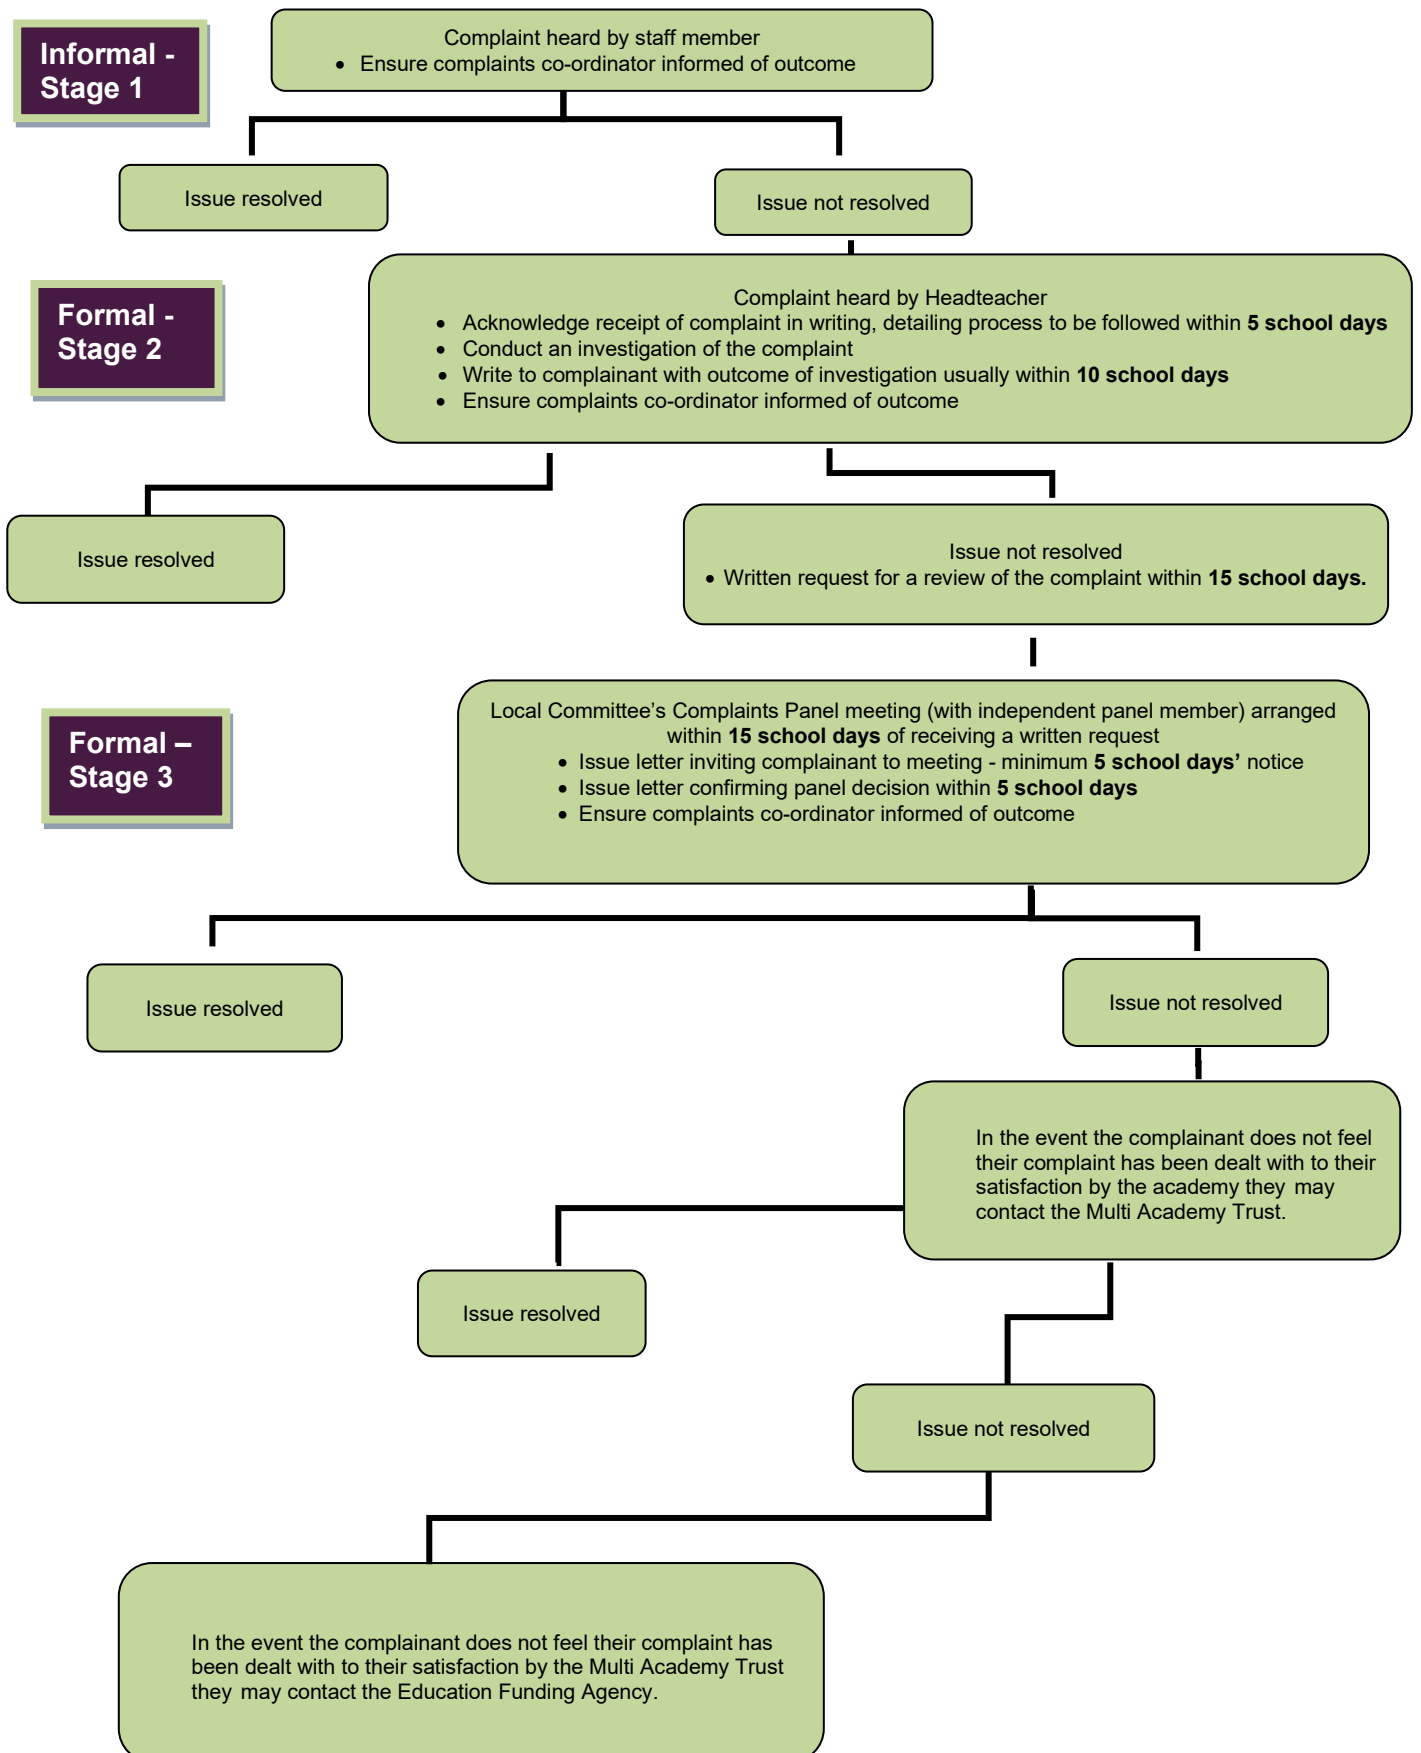 Informal -
Stage 1
Complaint heard by staff member
• Ensure complaints co-ordinator informed of outcome
Issue resolved
Issue not resolved
Formal -
Stage 2
Complaint heard by Headteacher
• Acknowledge receipt of complaint in writing, detailing process to be followed within 5 school days
• Conduct an investigation of the complaint
• Write to complainant with outcome of investigation usually within 10 school days
• Ensure complaints co-ordinator informed of outcome
Issue resolved
Issue not resolved
• Written request for a review of the complaint within 15 school days.
Formal –
Stage 3
Local Committee's Complaints Panel meeting (with independent panel member) arranged
within 15 school days of receiving a written request
• Issue letter inviting complainant to meeting - minimum 5 school days' notice
• Issue letter confirming panel decision within 5 school days
• Ensure complaints co-ordinator informed of outcome
Issue resolved
Issue not resolved
In the event the complainant does not feel
their complaint has been dealt with to their
satisfaction by the academy they may
contact the Multi Academy Trust.
Issue resolved
Issue not resolved
In the event the complainant does not feel their complaint has
been dealt with to their satisfaction by the Multi Academy Trust
they may contact the Education Funding Agency.